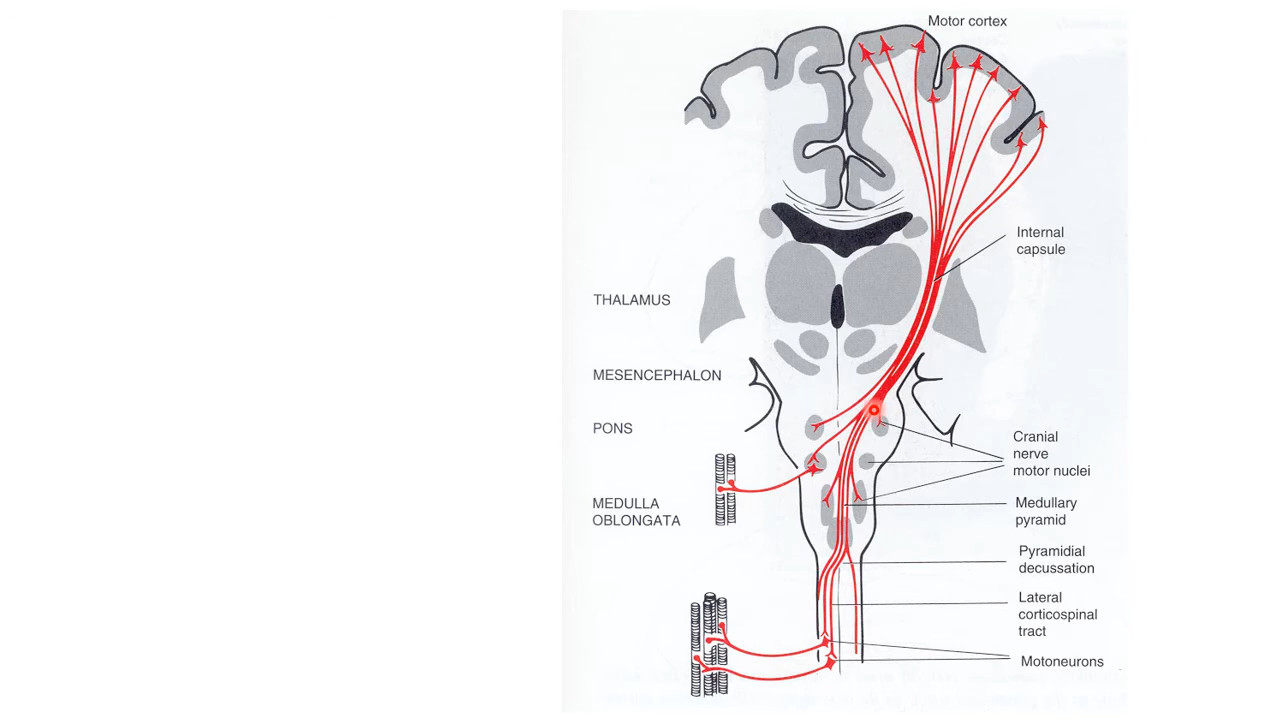 Motor cortex
Internal
capsule
THALAMUS
MESENCEPHALON
PONS
Cranial
nerve
motor nuclei
MEDULLA
OBLONGATA
Medullary
pyramid
Pyramidial
decussation
Lateral
corticospinal
tract
Motoneurons